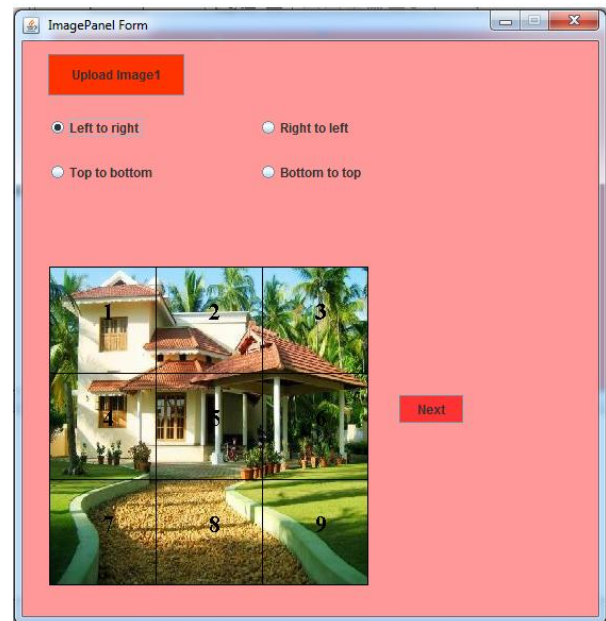 ImagePanel Form
Upload Image1
Left to right
Right to left
Top to bottom
Bottom to top
1 2 3
4 5 6
Next
7 8 9